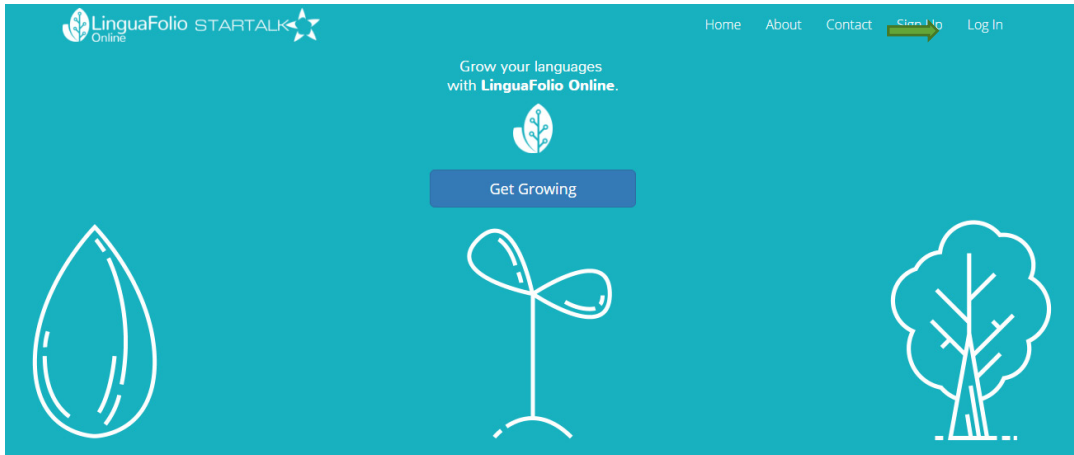 LinguaFolio STARTALK
Online
Home About Contact Sign Up Log In
Grow your languages
with LinguaFolio Online.
Get Growing